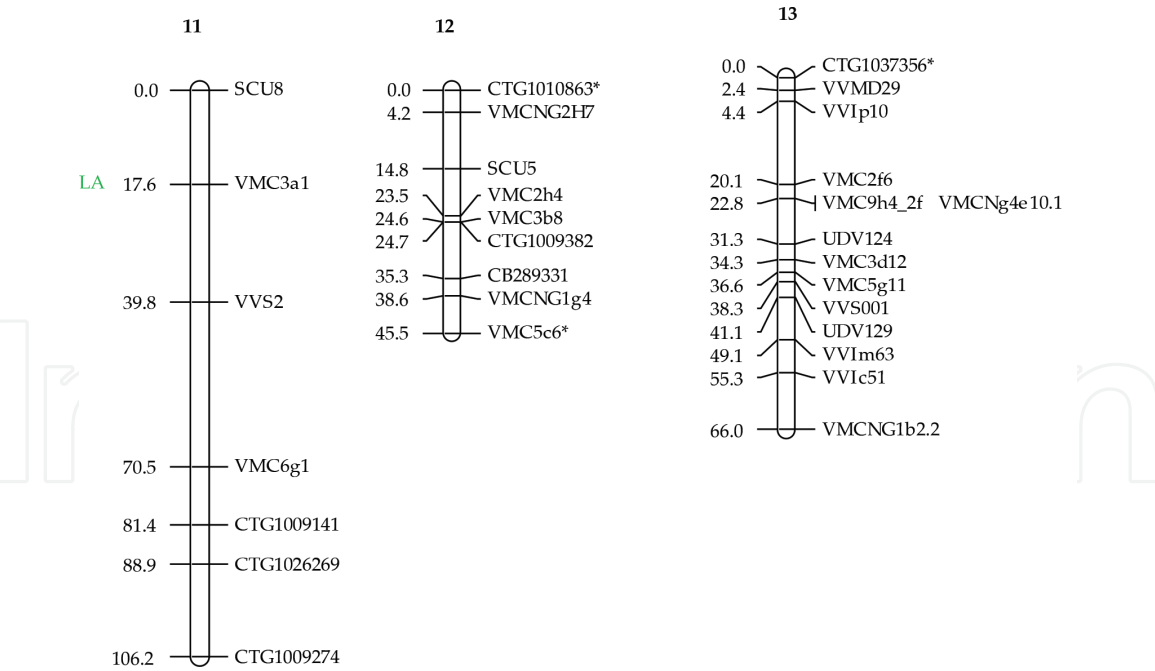 11
0.0 SCU8
LA 17.6 VMC3a1
39.8 VVS2
70.5 VMC6g1
81.4 CTG1009141
88.9 CTG1026269
106.2 CTG1009274
12
0.0 CTG1010863*
4.2 VMCNG2H7
14.8 SCU5
23.5 VMC2h4
24.6 VMC3b8
24.7 CTG1009382
35.3 CB289331
38.6 VMCNG1g4
45.5 VMC5c6*
13
0.0 CTG1037356*
2.4 VVMD29
4.4 VVIp10
20.1 VMC2f6
22.8 VMC9h4_2f VMCNg4e10.1
31.3 UDV124
34.3 VMC3d12
36.6 VMC5g11
38.3 VVS001
41.1 UDV129
49.1 VVIm63
55.3 VVIc51
66.0 VMCNG1b2.2